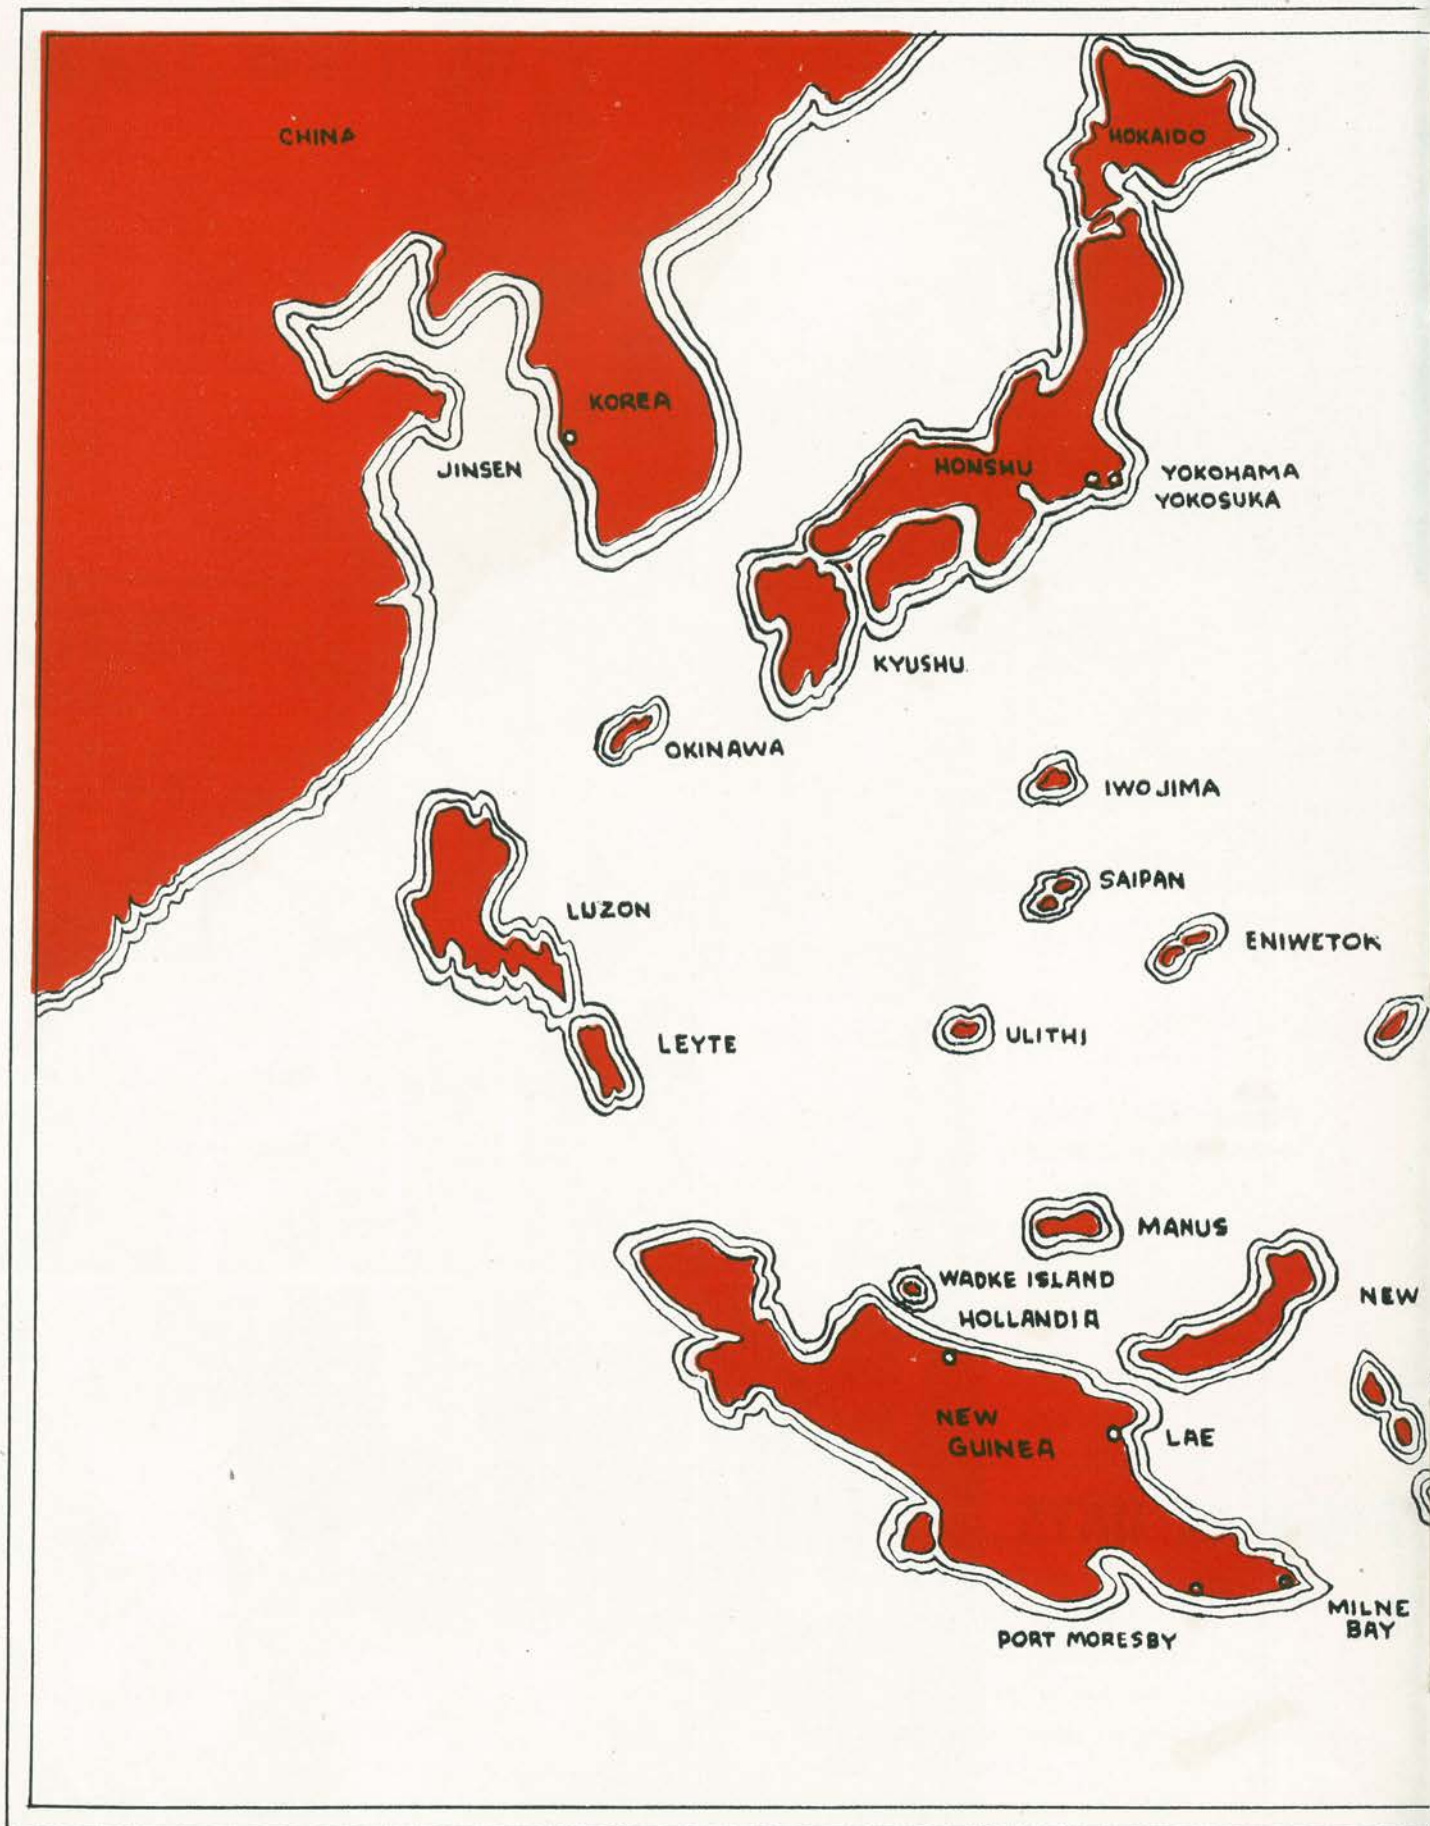 CHINA
HOKAIDO
KOREA
JINSEN
HONSHU
YOKOHAMA
YOKOSUKA
KYUSHU
OKINAWA
IWO JIMA
SAIPAN
LUZON
ENIWETOK
ULITHI
LEYTE
MANUS
WADKE ISLAND
HOLLANDIA
NEW
NEW
GUINEA
LAE
MILNE
BAY
PORT MORESBY